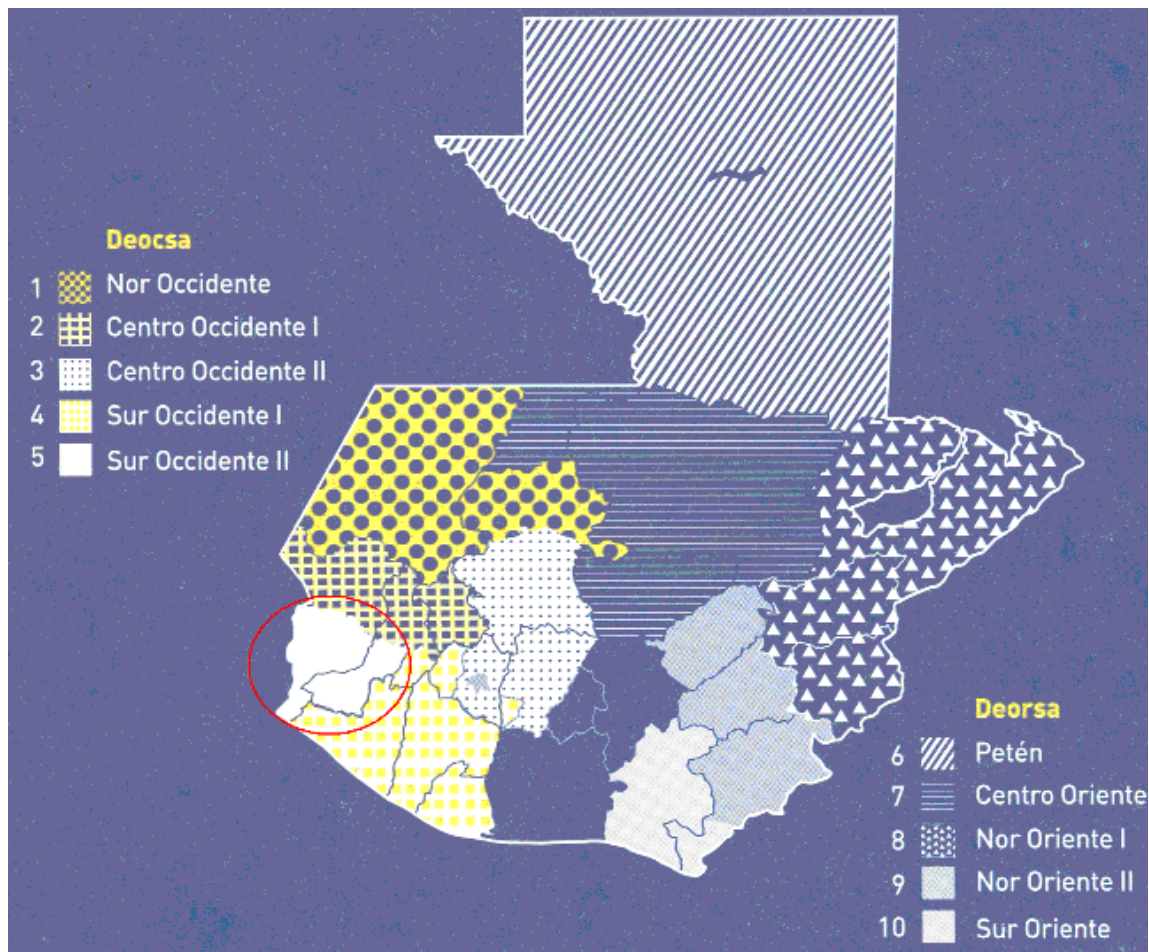 Deocsa
1 Nor Occidente
2 Centro Occidente I
3 Centro Occidente II
4 Sur Occidente I
5 Sur Occidente II
Deorsa
6 Petén
7 Centro Oriente
8 Nor Oriente I
9 Nor Oriente II
10 Sur Oriente